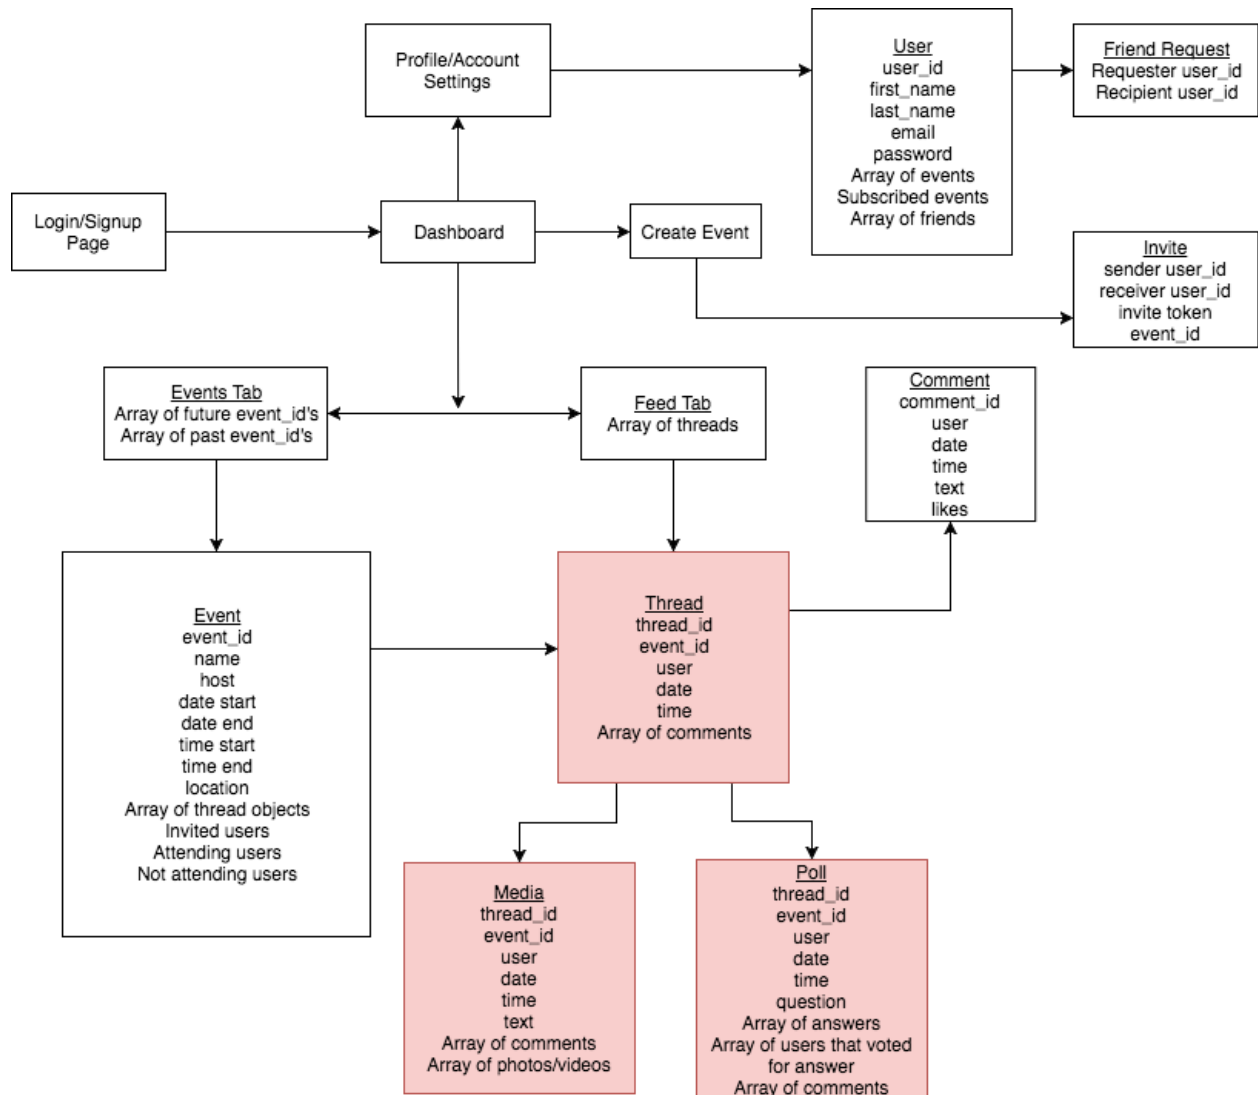 Profile/Account
Settings
User
user_id
first_name
last_name
email
password
Array of events
Subscribed events
Array of friends
Friend Request
Requester user_id
Recipient user_id
Login/Signup
Page
Dashboard
Create Event
Invite
sender user_id
receiver user_id
invite token
event_id
Events Tab
Array of future event_id's
Array of past event_id's
Feed Tab
Array of threads
Comment
comment_id
user
date
time
text
likes
Event
event_id
name
host
date start
date end
time start
time end
location
Array of thread objects
Invited users
Attending users
Not attending users
Thread
thread_id
event_id
user
date
time
Array of comments
Media
thread_id
event_id
user
date
time
text
Array of comments
Array of photos/videos
Poll
thread_id
event_id
user
date
time
question
Array of answers
Array of users that voted
for answer
Array of comments